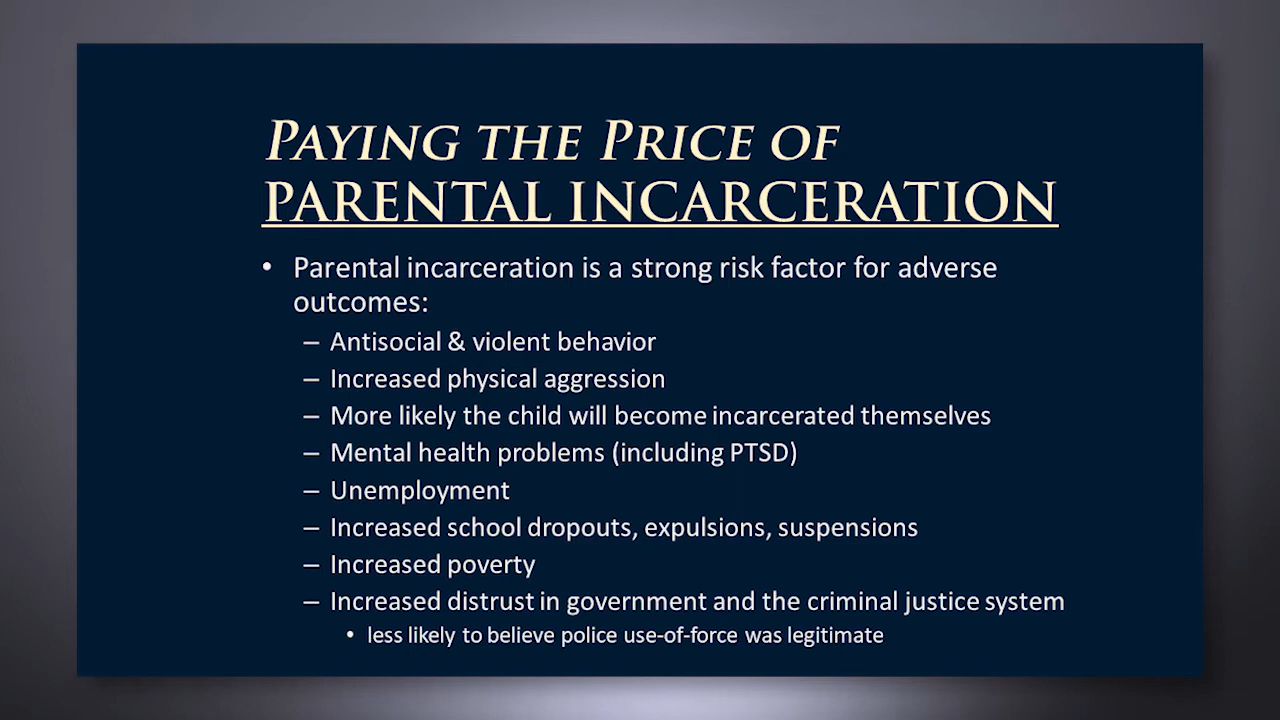 PAYING THE PRICE OF
PARENTAL INCARCERATION
• Parental incarceration is a strong risk factor for adverse
outcomes:
– Antisocial & violent behavior
– Increased physical aggression
– More likely the child will become incarcerated themselves
– Mental health problems (including PTSD)
– Unemployment
– Increased school dropouts, expulsions, suspensions
– Increased poverty
– Increased distrust in government and the criminal justice system
• less likely to believe police use-of-force was legitimate